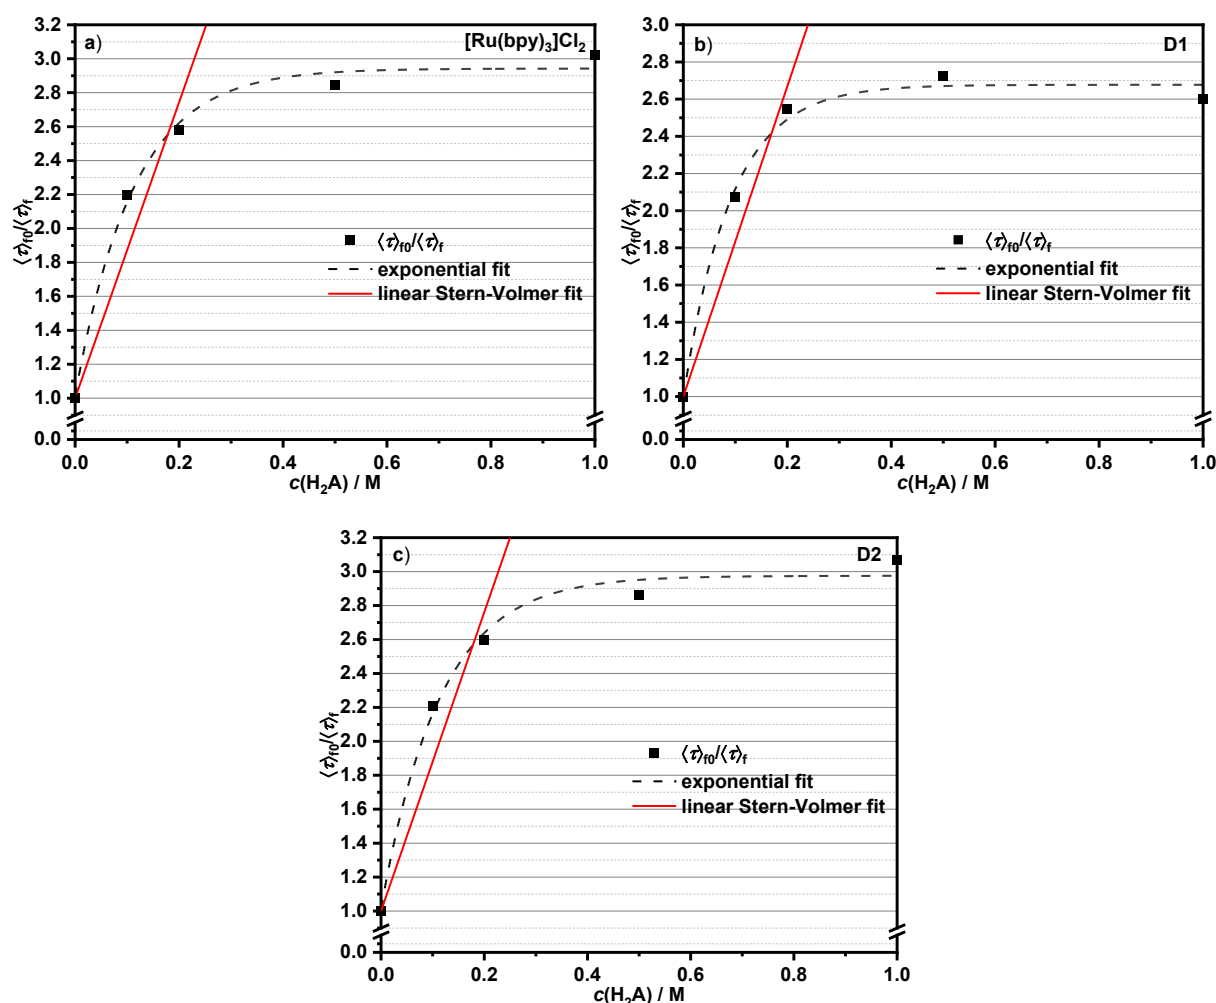 a)
[Ru(bpy)₃]Cl₂
3.2
3.0
2.8
2.6
2.4
2.2
2.0
1.8
1.6
1.4
1.2
1.0
0.0
⟨τ⟩f0/⟨τ⟩f
⟨τ⟩f0/⟨τ⟩f
exponential fit
linear Stern-Volmer fit
0.0 0.2 0.4 0.6 0.8 1.0
c(H₂A) / M
b)
D1
3.0
2.8
2.6
2.4
2.2
2.0
1.8
1.6
1.4
1.2
1.0
0.0
⟨τ⟩f0/⟨τ⟩f
⟨τ⟩f0/⟨τ⟩f
exponential fit
linear Stern-Volmer fit
0.0 0.2 0.4 0.6 0.8 1.0
c(H₂A) / M
c)
D2
3.2
3.0
2.8
2.6
2.4
2.2
2.0
1.8
1.6
1.4
1.2
1.0
0.0
⟨τ⟩f0/⟨τ⟩f
⟨τ⟩f0/⟨τ⟩f
exponential fit
linear Stern-Volmer fit
0.0 0.2 0.4 0.6 0.8 1.0
c(H₂A) / M